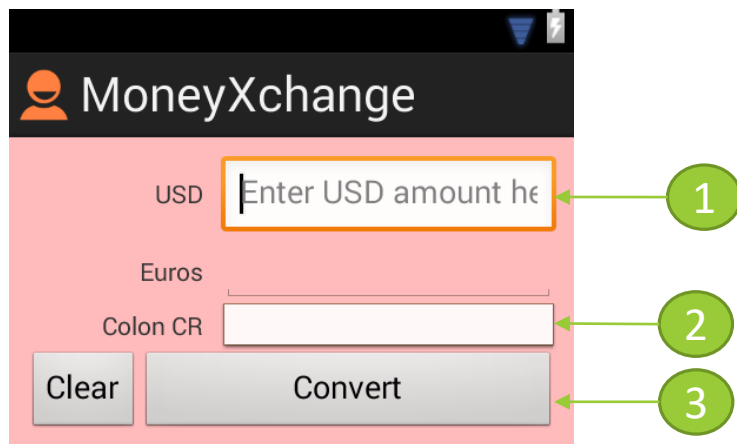 MoneyXchange
USD Enter USD amount he
1
Euros
Colon CR
2
Clear Convert
3